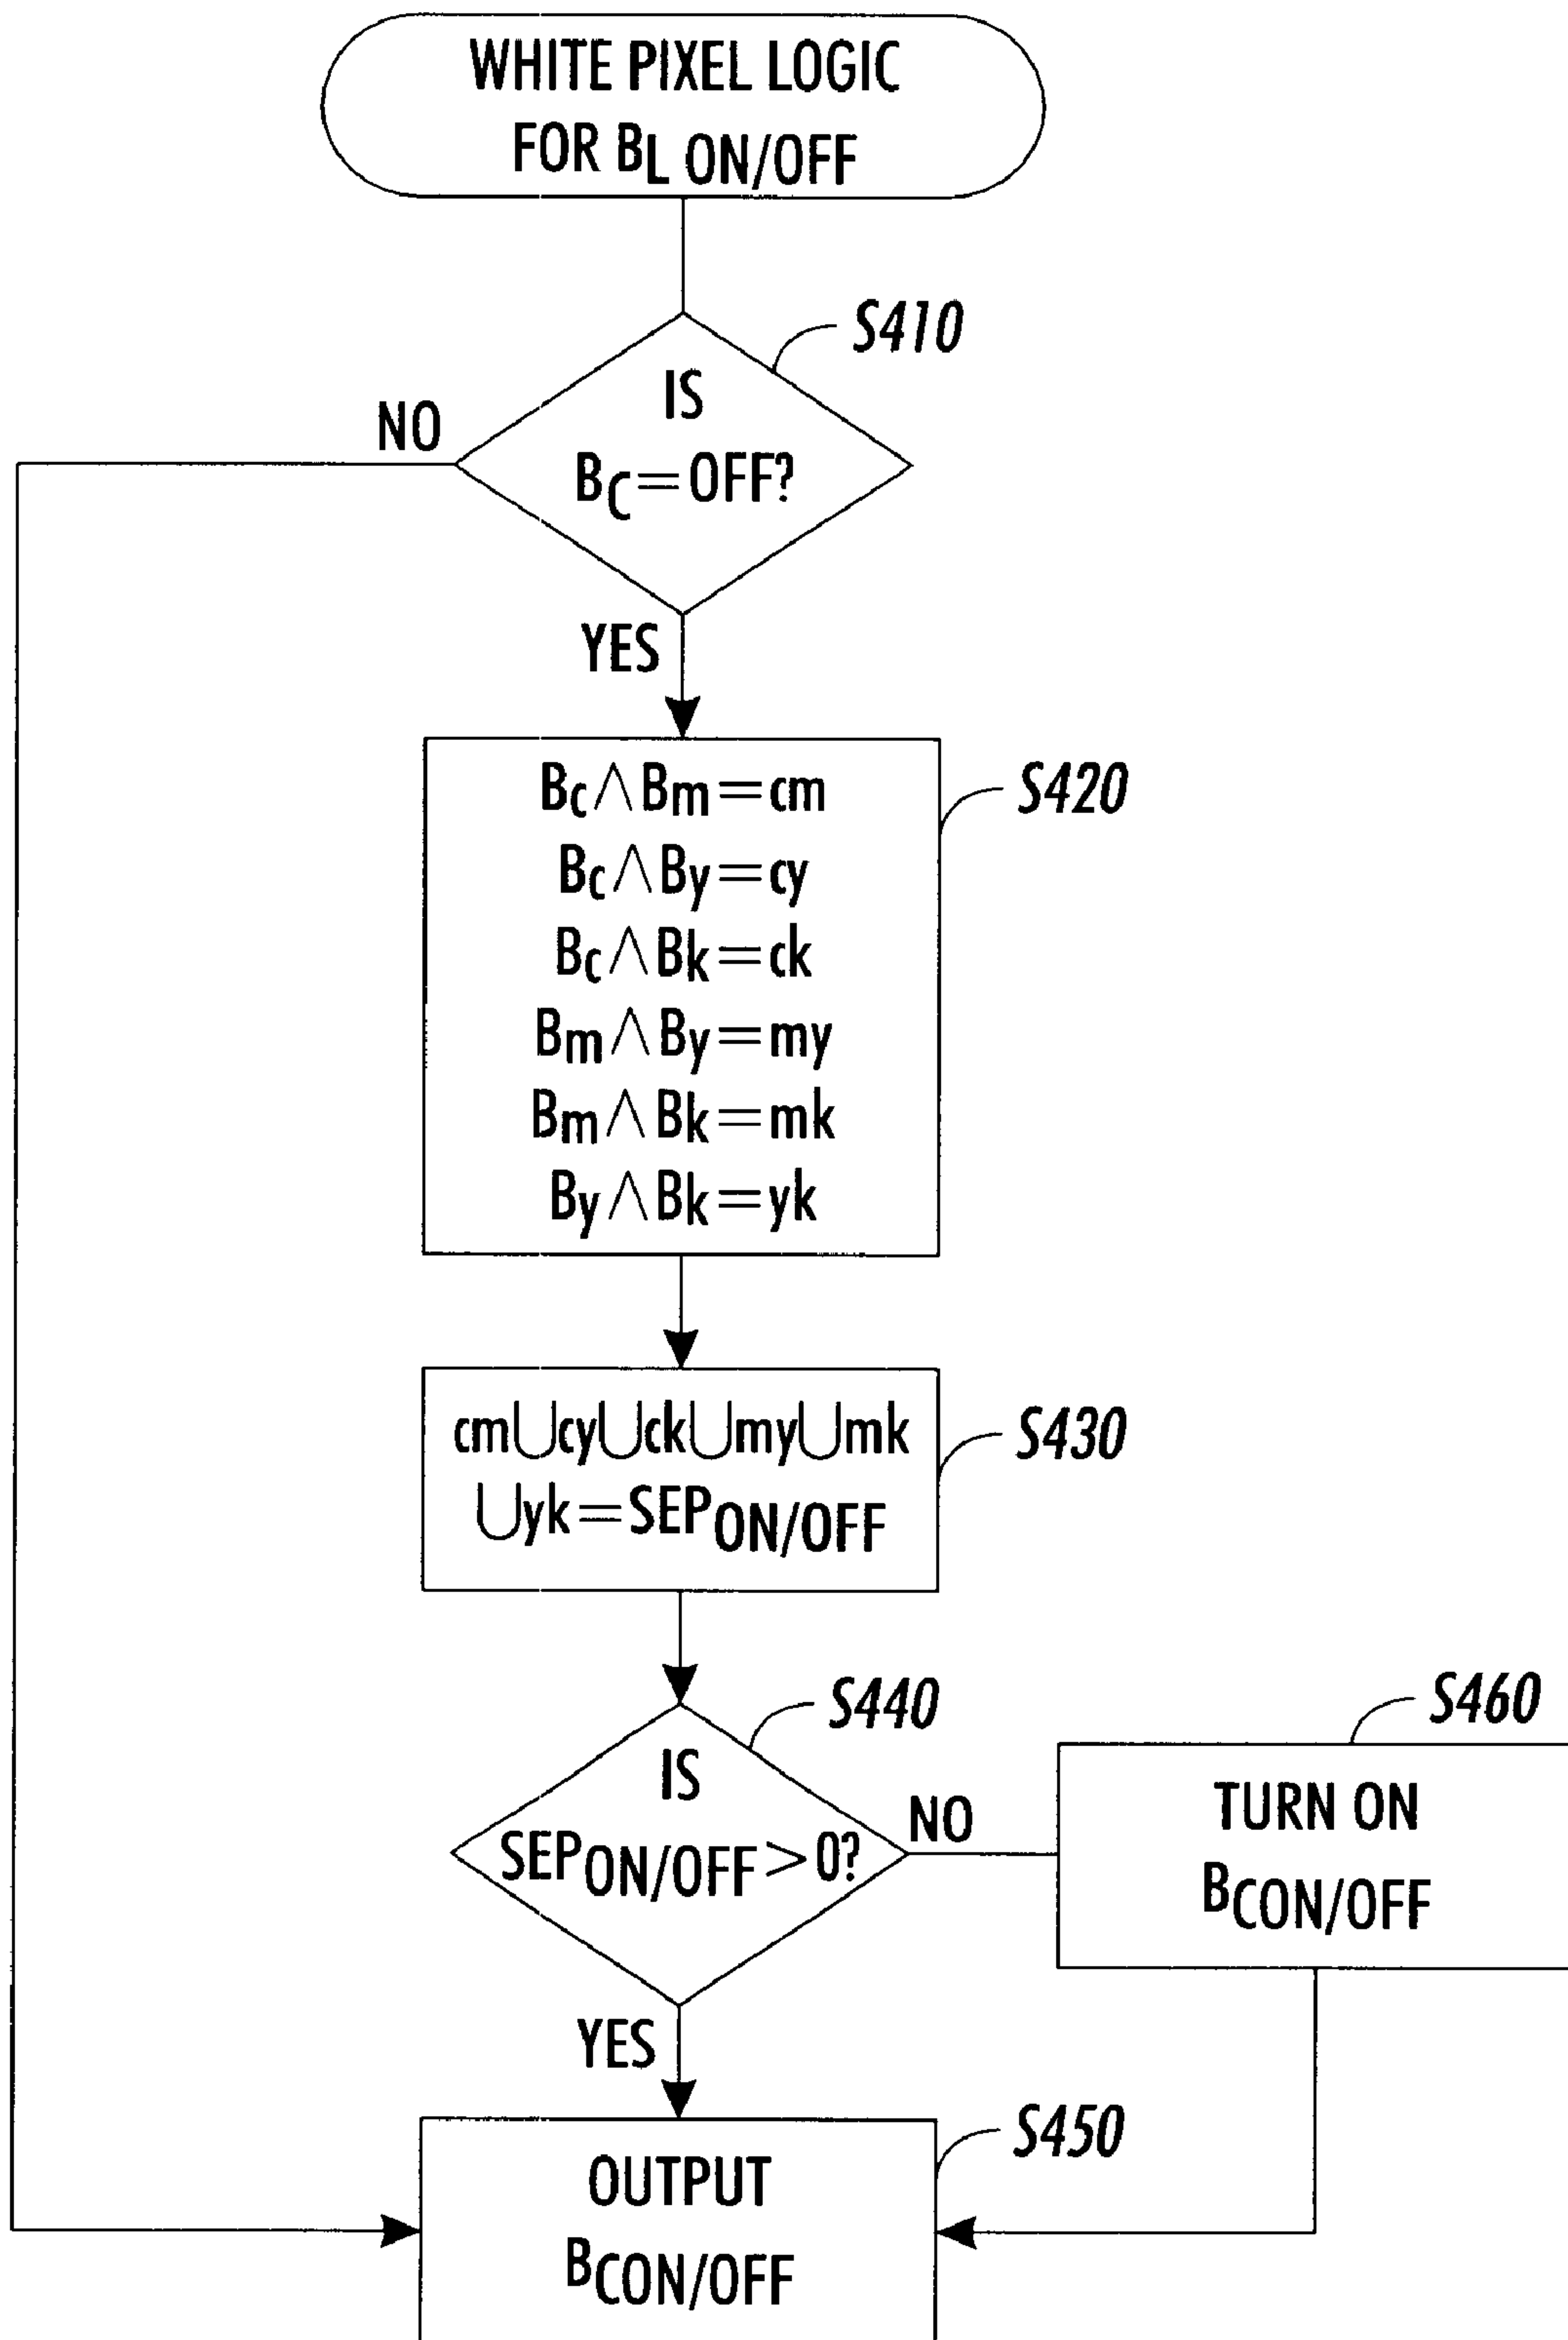 WHITE PIXEL LOGIC
FOR BL ON/OFF
S410
IS
BC=OFF?
NO
YES
S420
Bc∧Bm=cm
Bc∧By=cy
Bc∧Bk=ck
Bm∧By=my
Bm∧Bk=mk
By∧Bk=yk
S430
cm∪cy∪ck∪my∪mk
∪yk=SEPON/OFF
S440
IS
SEPON/OFF>0?
NO
S460
TURN ON
BCON/OFF
YES
S450
OUTPUT
BCON/OFF